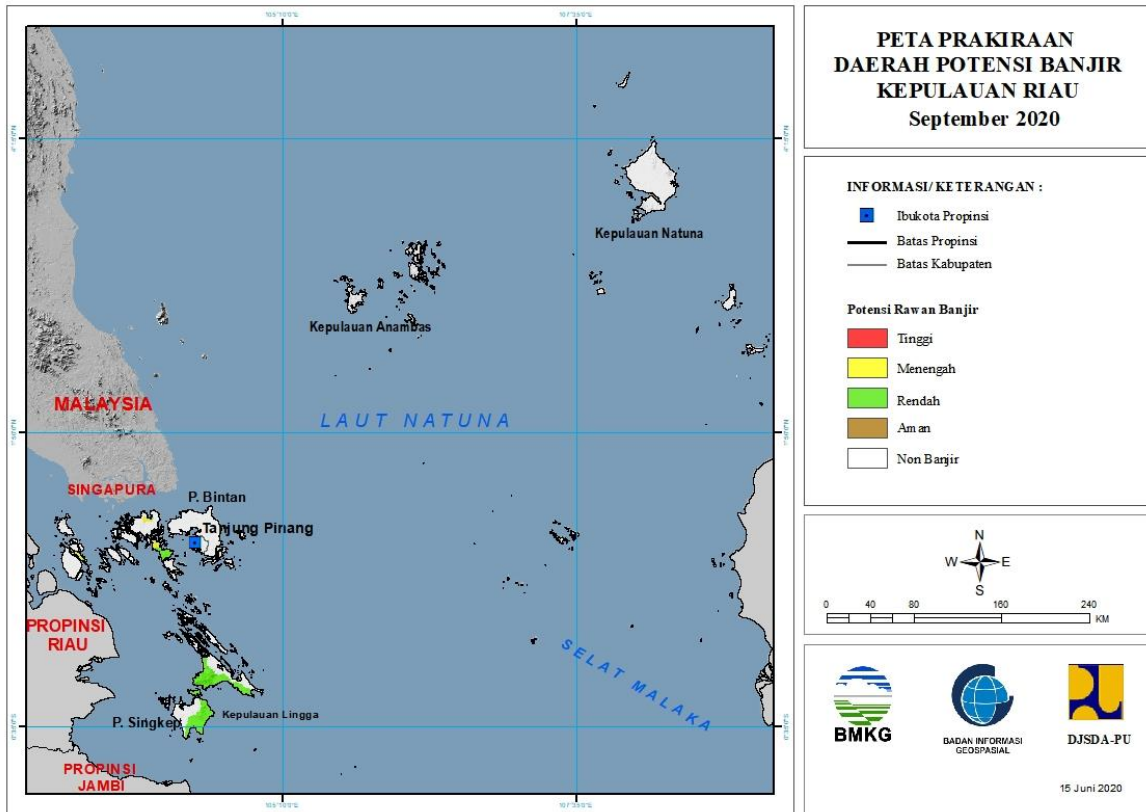 PETA PRAKIRAAN
DAERAH POTENSI BANJIR
KEPULAUAN RIAU
September 2020
INFORMASI/ KETERANGAN :
Ibukota Propinsi
Batas Propinsi
Batas Kabupaten
Potensi Rawan Banjir
Tinggi
Menengah
Rendah
Aman
Non Banjir
Kepulauan Natuna
Kepulauan Anambas
MALAYSIA
LAUT NATUNA
SINGAPURA
P. Bintan
Tanjung Pinang
PROPINSI
RIAU
SELAT MALAKA
P. Singkep
Kepulauan Lingga
PROPINSI
JAMBI
N
W E
S
0 40 80 160 240
KM
BMKG
BADAN INFORMASI
GEOSPASIAL
DJSDA-PU
15 Juni 2020